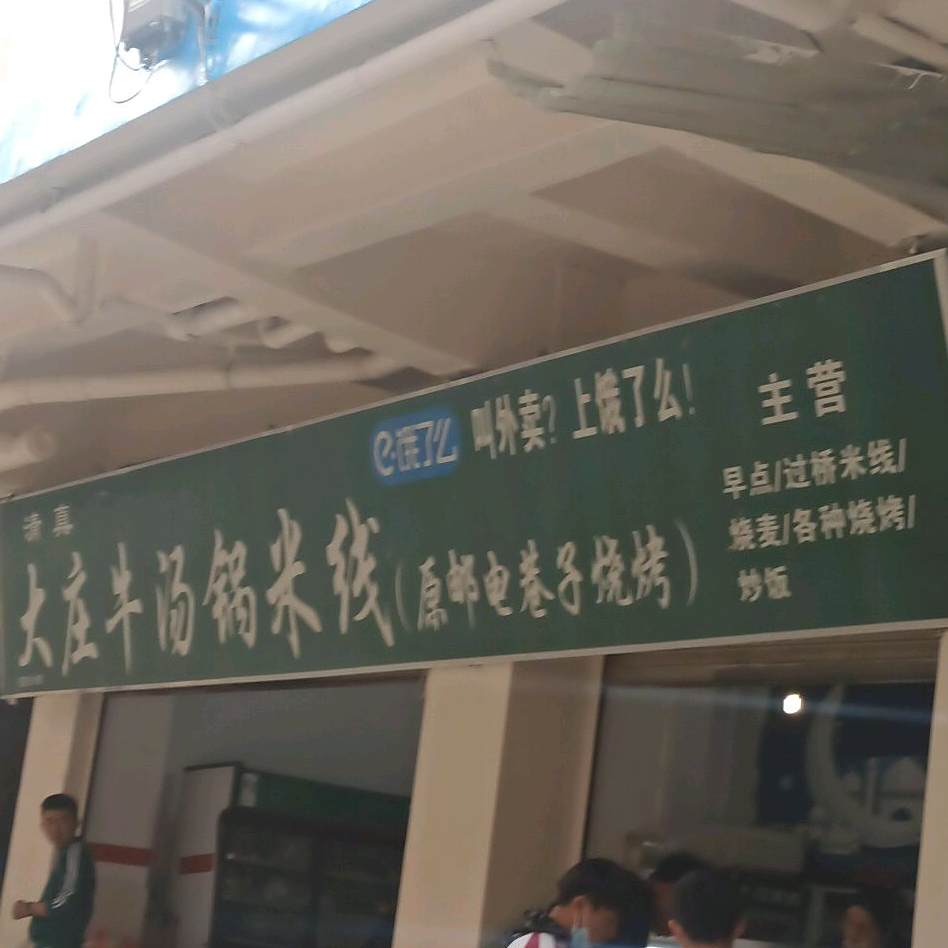 清真
大庄牛汤锅米线(原邮电巷子烧烤)
e·饿了么 叫外卖?上饿了么!
主营
早点/过桥米线/
烧麦/各种烧烤/
炒饭